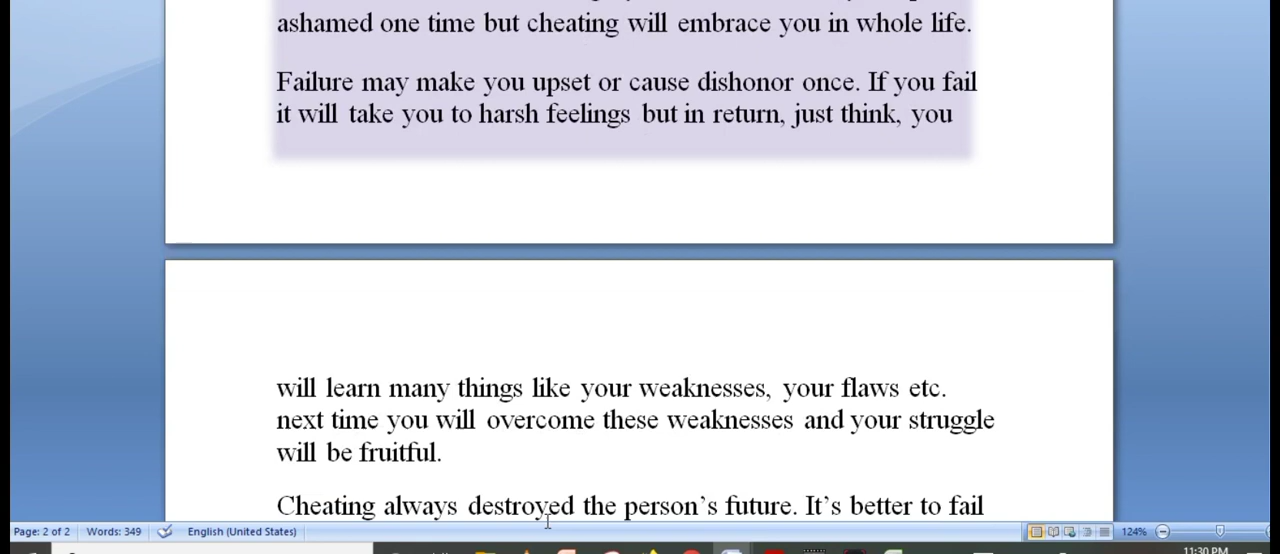 ashamed one time but cheating will embrace you in whole life.
Failure may make you upset or cause dishonor once. If you fail
it will take you to harsh feelings but in return, just think, you
will learn many things like your weaknesses, your flaws etc.
next time you will overcome these weaknesses and your struggle
will be fruitful.
Cheating always destroyed the person's future. It's better to fail
Page: 2 of 2 Words: 349 English (United States) 124%
11:30 PM